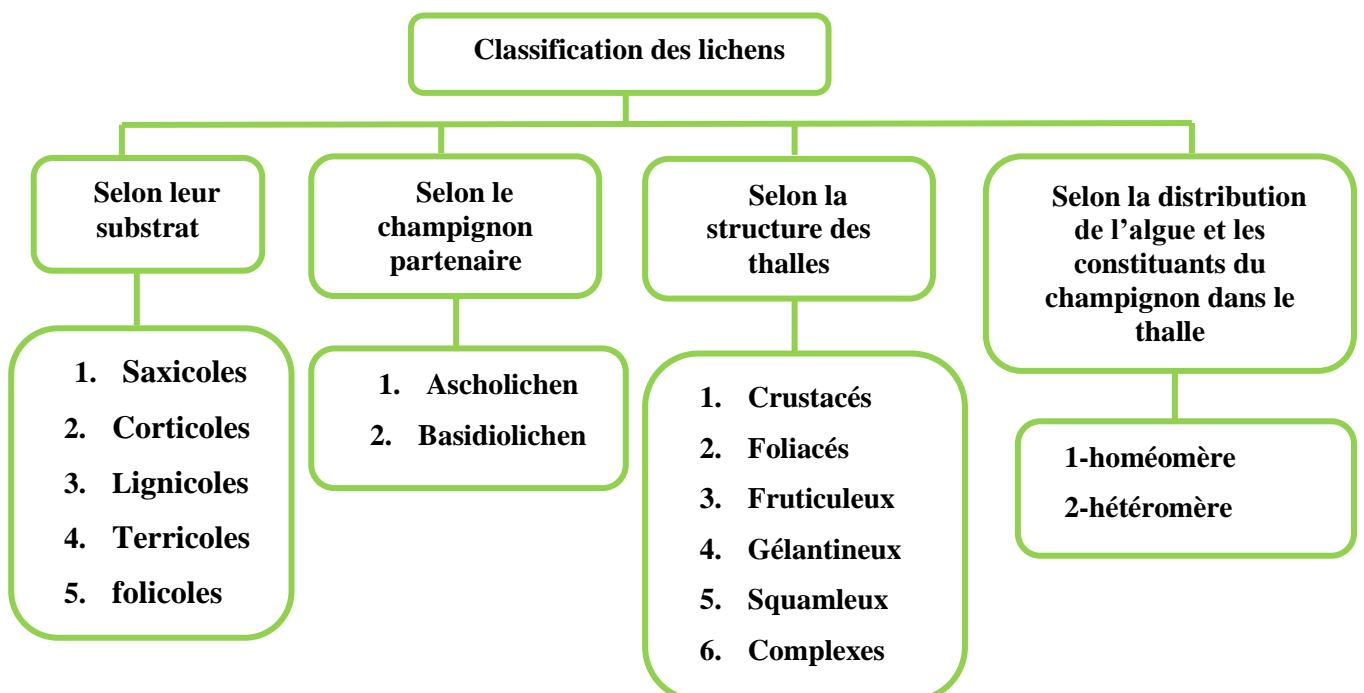 Classification des lichens
Selon leur
substrat
Selon le
champignon
partenaire
Selon la
structure des
thalles
Selon la distribution
de l'algue et les
constituants du
champignon dans le
thalle
1. Saxicoles
2. Corticoles
3. Lignicoles
4. Terricoles
5. folicoles
1. Ascholichen
2. Basidiolichen
1. Crustacés
2. Foliacés
3. Fruticuleux
4. Gélantineux
5. Squamleux
6. Complexes
1-homéomère
2-hétéromère